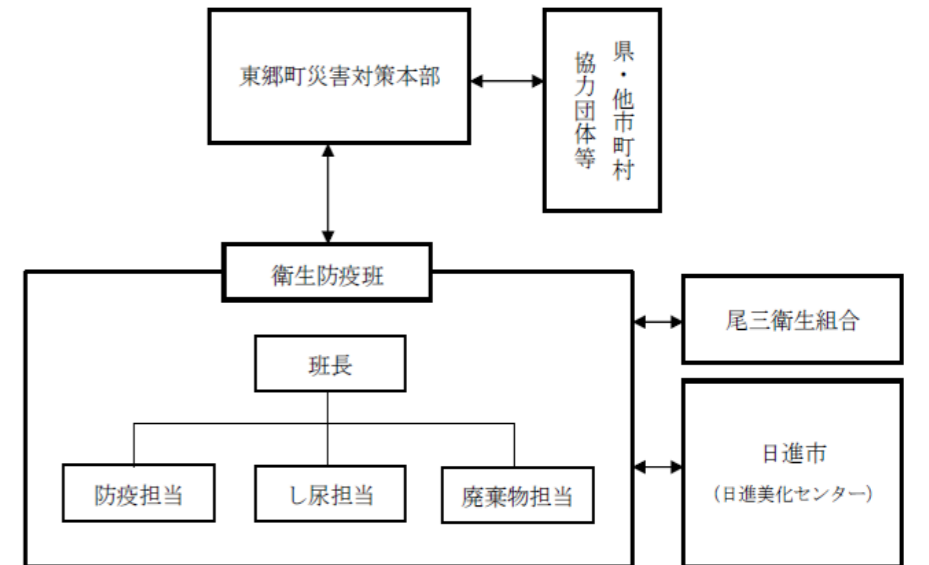 東郷町災害対策本部
県・他市町村
協力団体等
衛生防疫班
尾三衛生組合
班長
日進市
（日進美化センター）
防疫担当
し尿担当
廃棄物担当